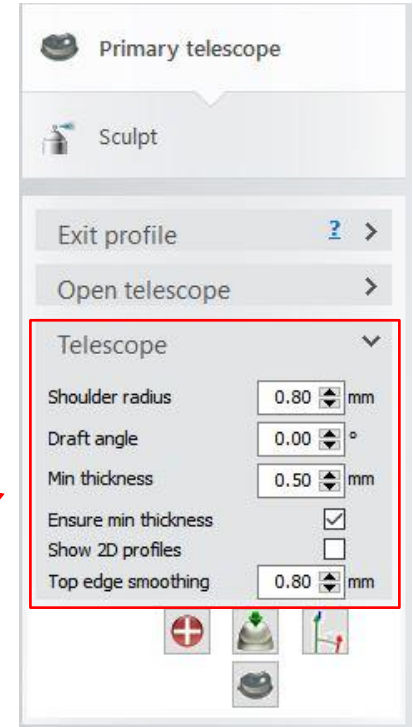 Primary telescope
Sculpt
Exit profile ?
Open telescope
Telescope
Shoulder radius 0.80 mm
Draft angle 0.00 °
Min thickness 0.50 mm
Ensure min thickness
Show 2D profiles
Top edge smoothing 0.80 mm